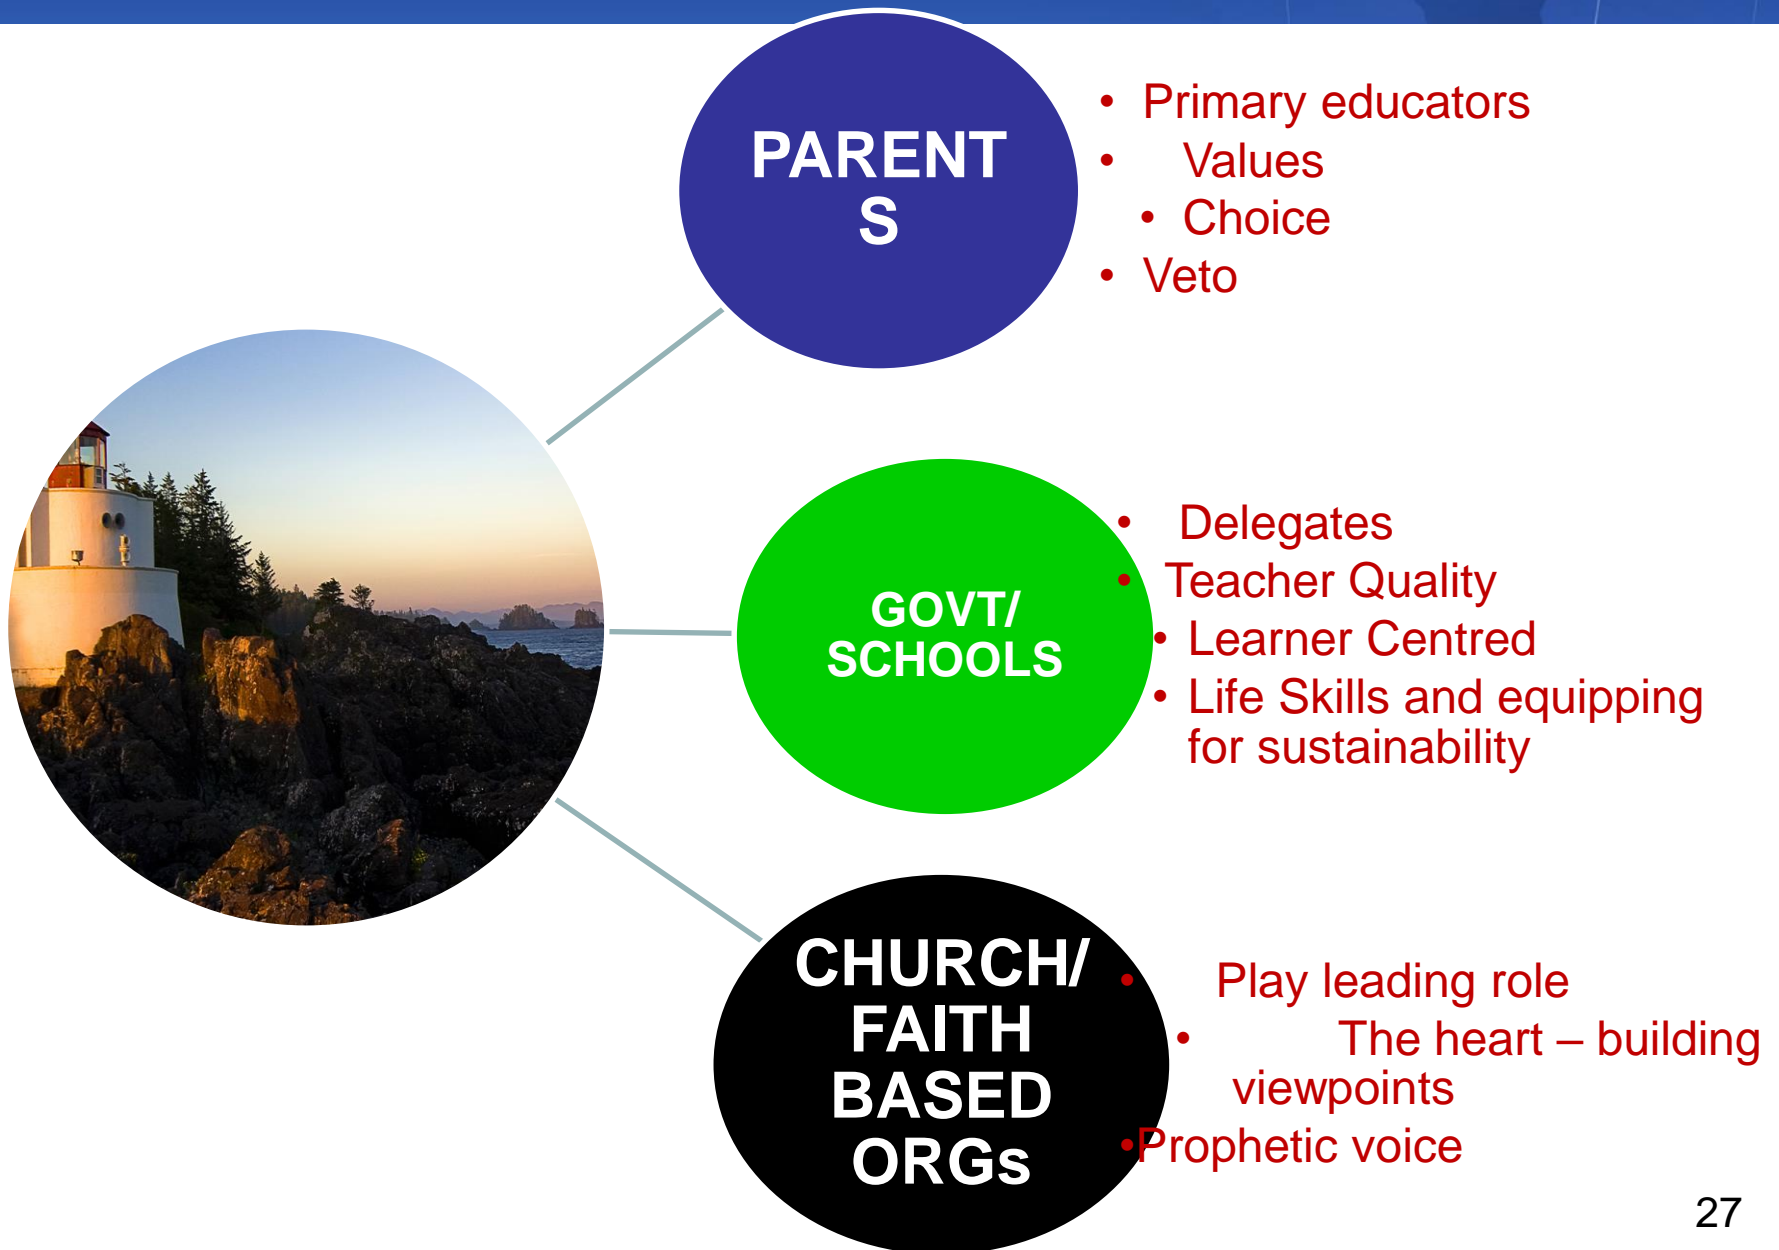 PARENT
S
• Primary educators
• Values
• Choice
• Veto
GOVT/
SCHOOLS
• Delegates
• Teacher Quality
• Learner Centred
• Life Skills and equipping
for sustainability
CHURCH/
FAITH
BASED
ORGs
• Play leading role
• The heart – building
viewpoints
•Prophetic voice
27